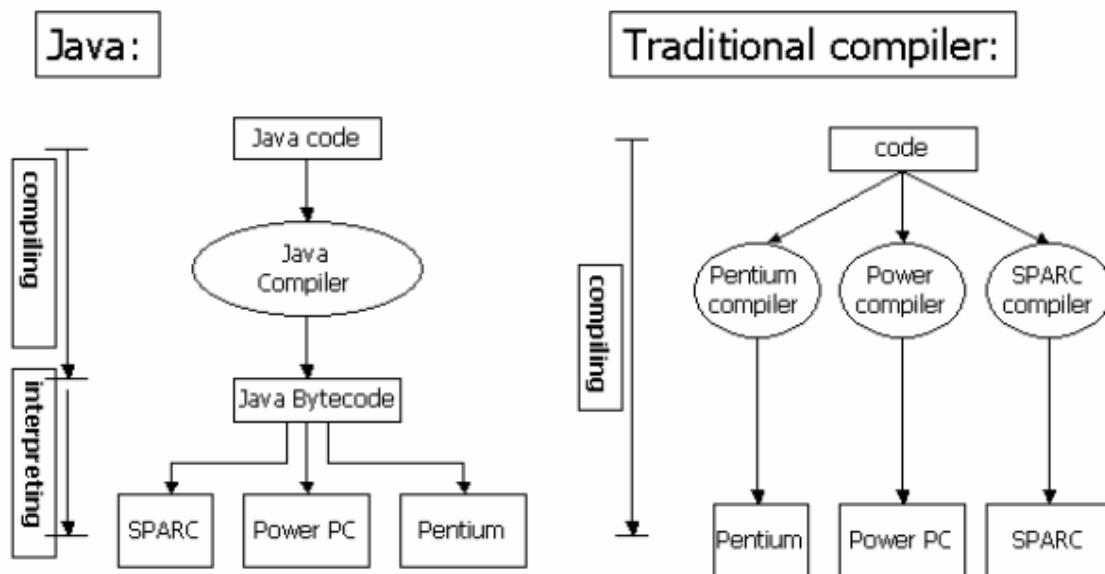 Java:
Traditional compiler:
Java code
code
compiling
Java
Compiler
Pentium
compiler
Power
compiler
SPARC
compiler
compiling
Java Bytecode
interpreting
SPARC
Power PC
Pentium
Pentium
Power PC
SPARC